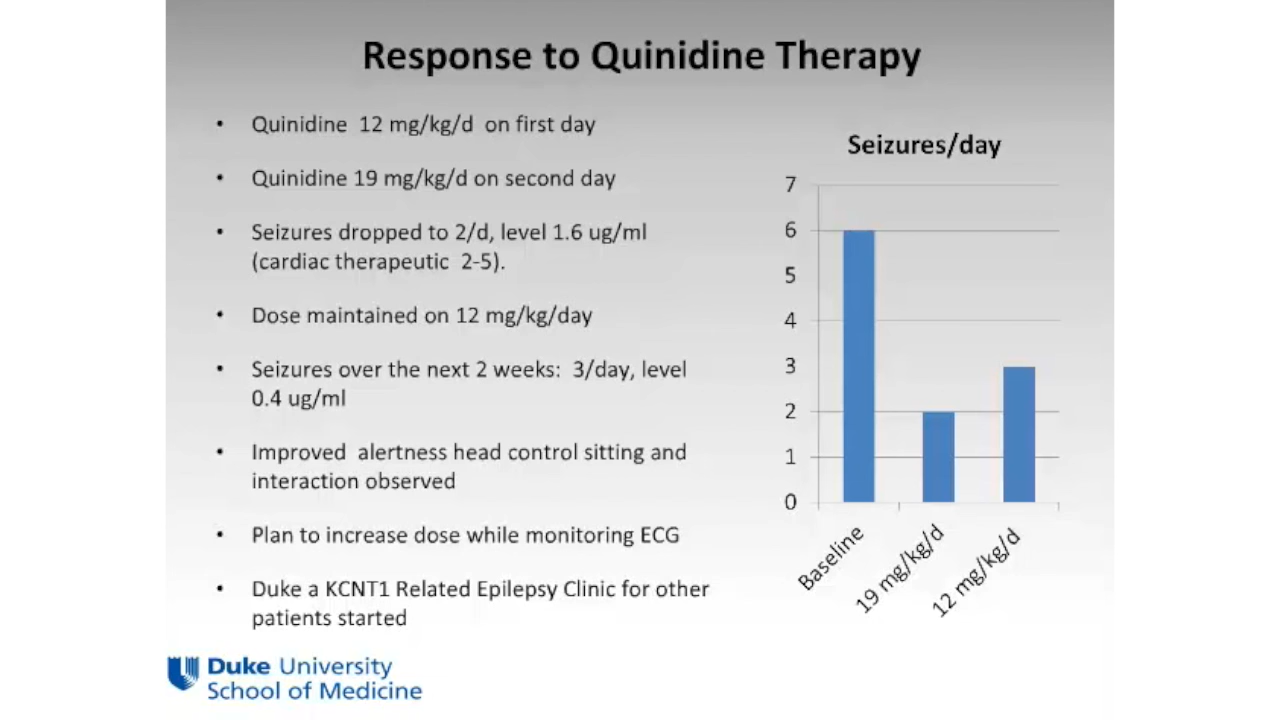 Response to Quinidine Therapy
• Quinidine 12 mg/kg/d on first day
• Quinidine 19 mg/kg/d on second day
• Seizures dropped to 2/d, level 1.6 ug/ml
(cardiac therapeutic 2-5).
• Dose maintained on 12 mg/kg/day
• Seizures over the next 2 weeks: 3/day, level
0.4 ug/ml
• Improved alertness head control sitting and
interaction observed
• Plan to increase dose while monitoring ECG
• Duke a KCNT1 Related Epilepsy Clinic for other
patients started
Seizures/day
7
6
5
4
3
2
1
0
Baseline
19 mg/kg/d
12 mg/kg/d
Duke University
School of Medicine